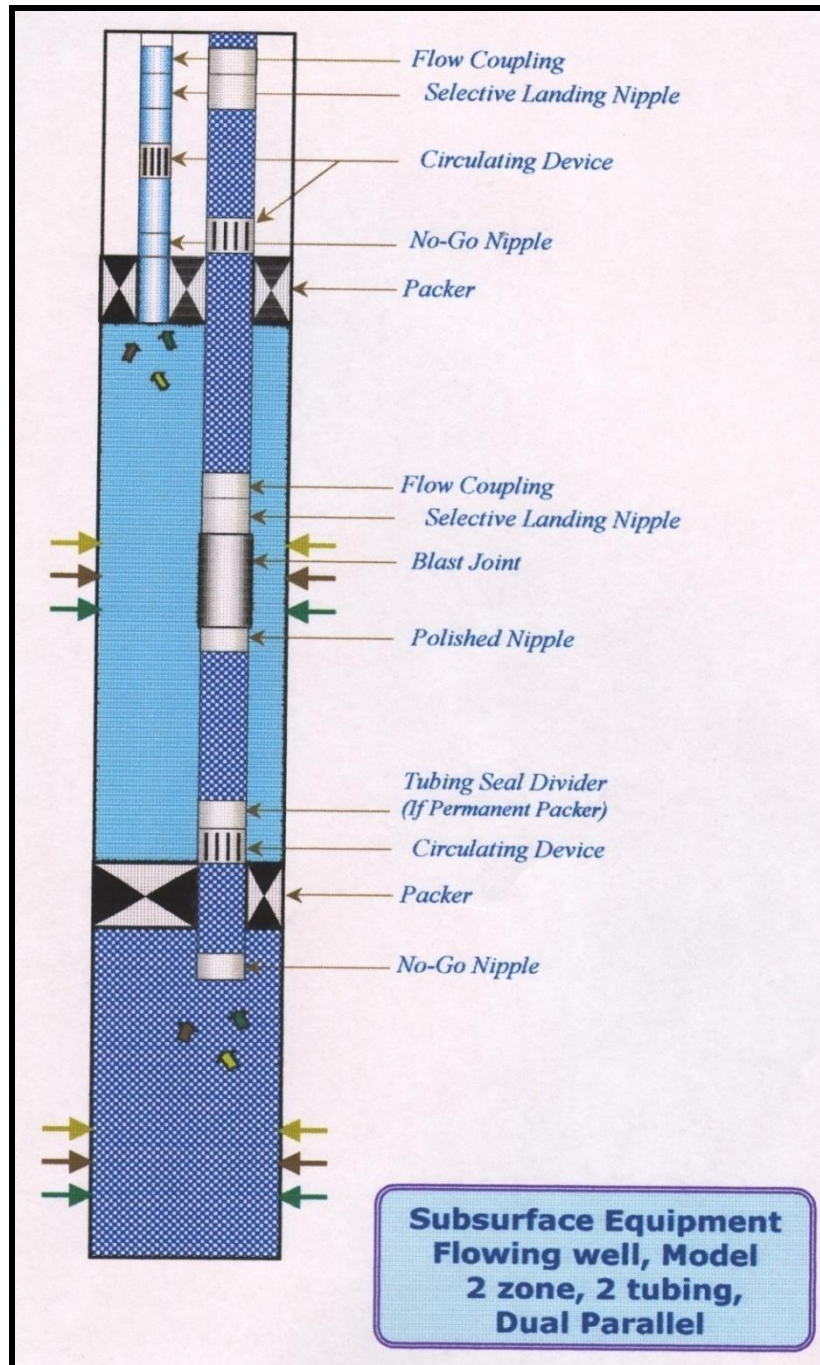 Flow Coupling
Selective Landing Nipple
Circulating Device
No-Go Nipple
Packer
Flow Coupling
Selective Landing Nipple
Blast Joint
Polished Nipple
Tubing Seal Divider
(If Permanent Packer)
Circulating Device
Packer
No-Go Nipple
Subsurface Equipment
Flowing well, Model
2 zone, 2 tubing,
Dual Parallel